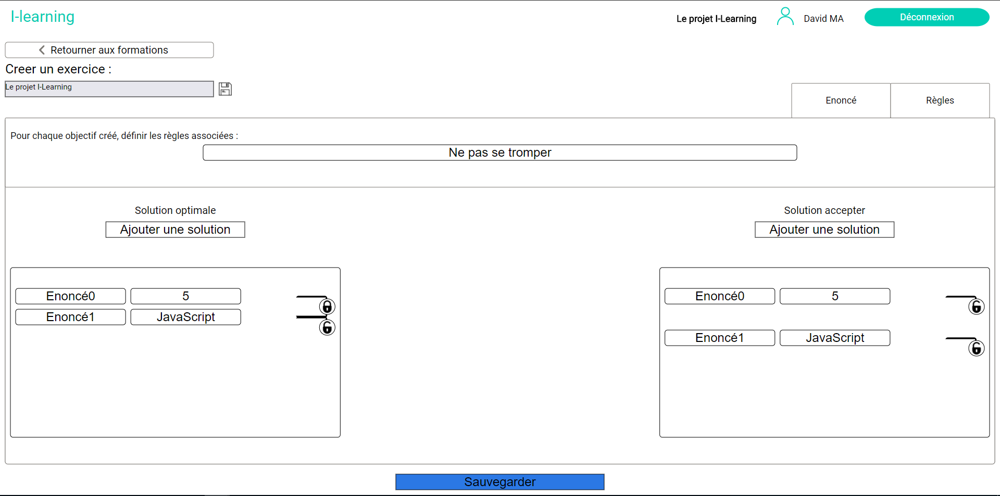 I-learning
Le projet I-Learning
David MA
Déconnexion
Retourner aux formations
Creer un exercice :
Le projet I-Learning
Enoncé
Règles
Pour chaque objectif créé, définir les règles associées :
Ne pas se tromper
Solution optimale
Solution accepter
Ajouter une solution
Ajouter une solution
Enoncé0
5
Enoncé1
JavaScript
Enoncé0
5
Enoncé1
JavaScript
Sauvegarder